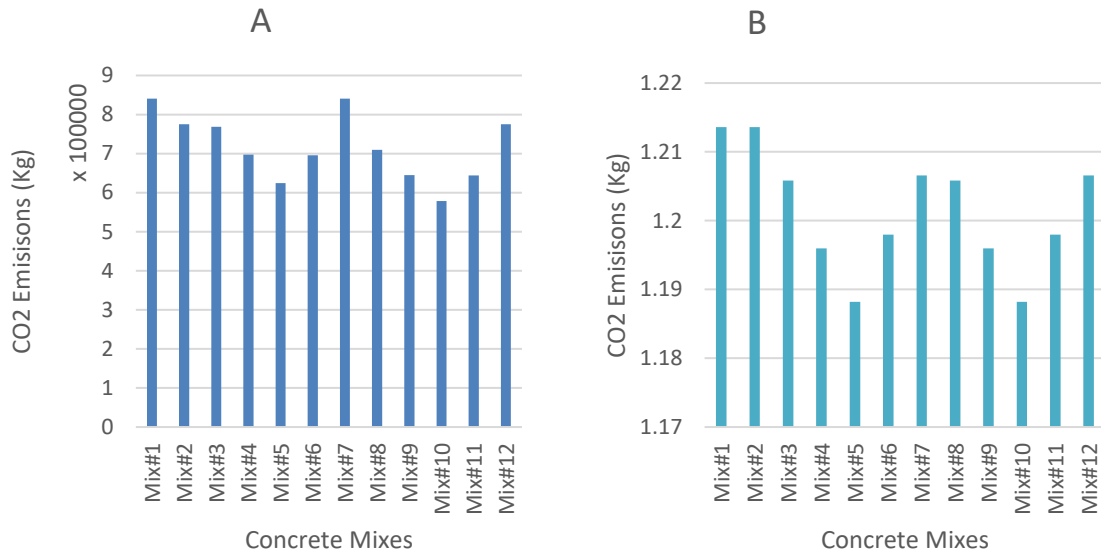 A
CO2 Emisisons (Kg)
x 100000
9
8
7
6
5
4
3
2
1
0
Mix#1
Mix#2
Mix#3
Mix#4
Mix#5
Mix#6
Mix#7
Mix#8
Mix#9
Mix#10
Mix#11
Mix#12
Concrete Mixes
B
CO2 Emisisons (Kg)
1.22
1.21
1.2
1.19
1.18
1.17
Mix#1
Mix#2
Mix#3
Mix#4
Mix#5
Mix#6
Mix#7
Mix#8
Mix#9
Mix#10
Mix#11
Mix#12
Concrete Mixes